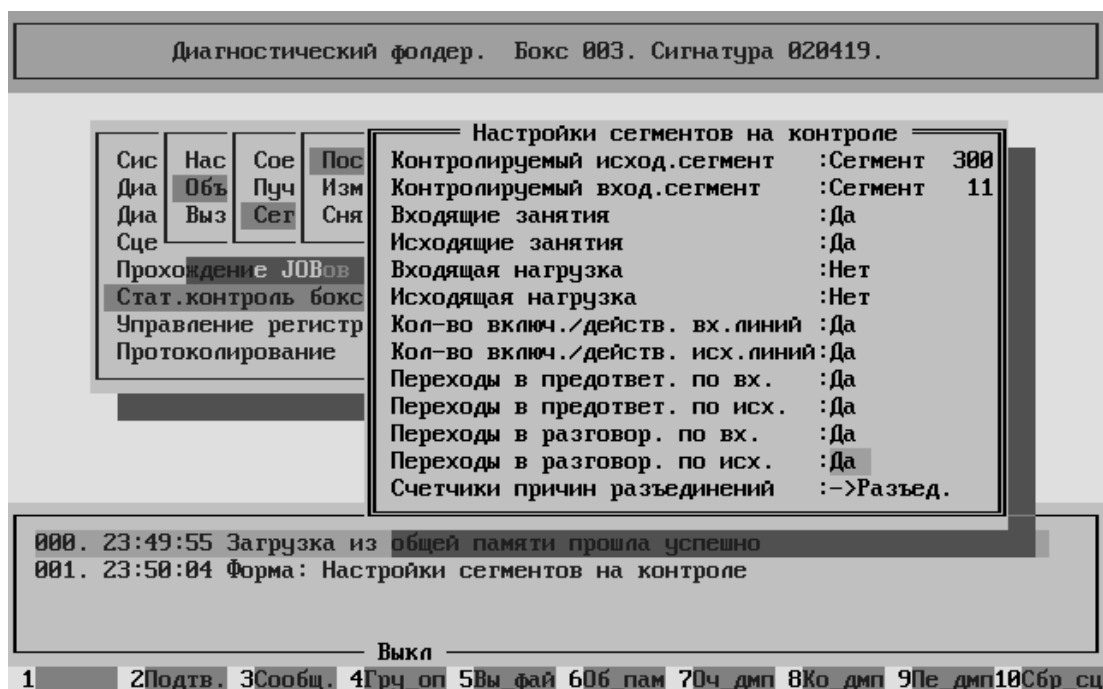 Диагностический фолдер. Бокс 003. Сигнатура 020419.
Настройки сегментов на контроле
Сис Нас Сое Пос Контролируемый исход.сегмент :Сегмент 300
Диа Объ Пуч Изм Контролируемый вход.сегмент :Сегмент 11
Диа Выз Сег Сня Входящие занятия :Да
Сце Исходящие занятия :Да
Прохождение JOBов Входящая нагрузка :Нет
Стат.контроль бокс Исходящая нагрузка :Нет
Управление регистр Кол-во включ./действ. вх.линий :Да
Протоколирование Кол-во включ./действ. исх.линий:Да
Переходы в предответ. по вх. :Да
Переходы в предответ. по исх. :Да
Переходы в разговор. по вх. :Да
Переходы в разговор. по исх. :Да
Счетчики причин разъединений :->Разъед.
000. 23:49:55 Загрузка из общей памяти прошла успешно
001. 23:50:04 Форма: Настройки сегментов на контроле
Выкл
1 2Подтв. 3Сообщ. 4Грч_оп 5Вы_фай 6Об_пам 7Оч_дмп 8Ко_дмп 9Пе_дмп10Сбр_сц